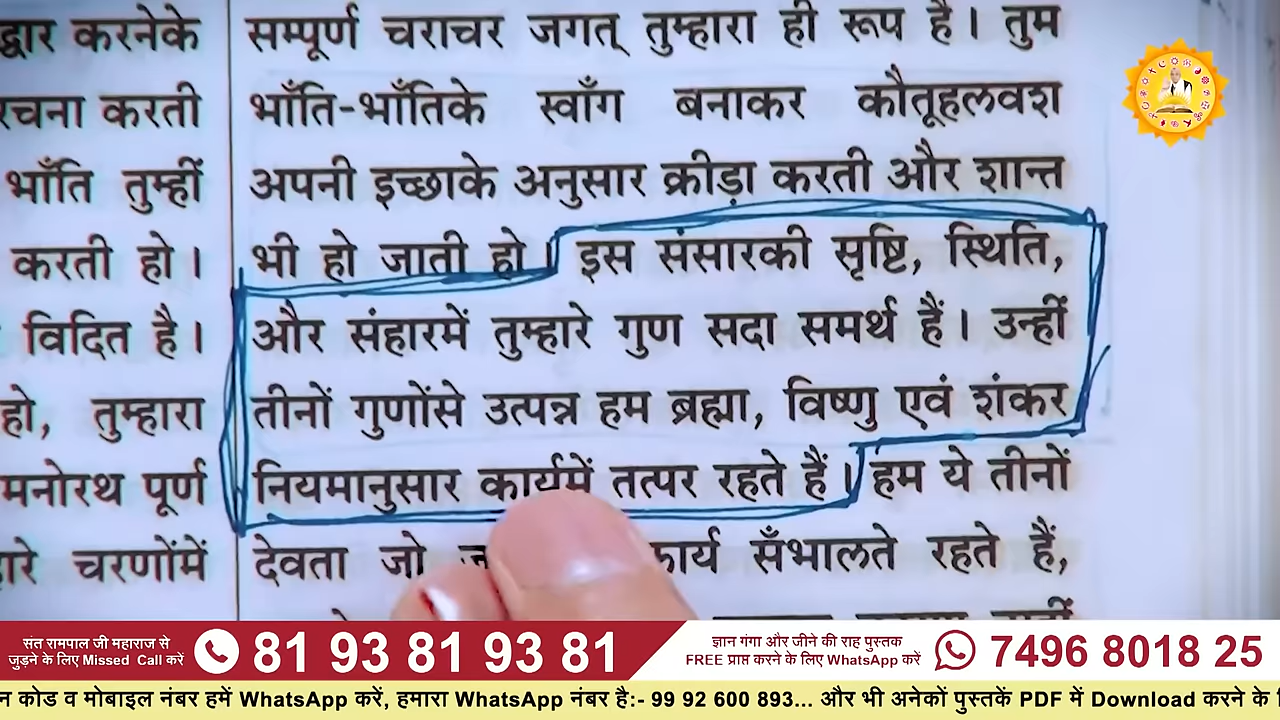 द्धार करनेके
रचना करती
भाँति तुम्हीं
करती हो।
विदित है।
हो, तुम्हारा
मनोरथ पूर्ण
चरणोंमें
सम्पूर्ण चराचर जगत् तुम्हारा ही रूप है। तुम
भाँति-भाँतिके स्वाँग बनाकर कौतूहलवश
अपनी इच्छाके अनुसार क्रीड़ा करती और शान्त
भी हो जाती हो। इस संसारकी सृष्टि, स्थिति,
और संहारमें तुम्हारे गुण सदा समर्थ हैं। उन्हीं
तीनों गुणोंसे उत्पन्न हम ब्रह्मा, विष्णु एवं शंकर
नियमानुसार कार्यमें तत्पर रहते हैं। हम ये तीनों
देवता जो कार्य सँभालते रहते हैं,
संत रामपाल जी महाराज से
जुड़ने के लिए Missed Call करें
81 93 81 93 81
ज्ञान गंगा और जीने की राह पुस्तक
FREE प्राप्त करने के लिए WhatsApp करें
7496 8018 25
न कोड व मोबाइल नंबर हमें WhatsApp करें, हमारा WhatsApp नंबर है:- 99 92 600 893... और भी अनेकों पुस्तकें PDF में Download करने के